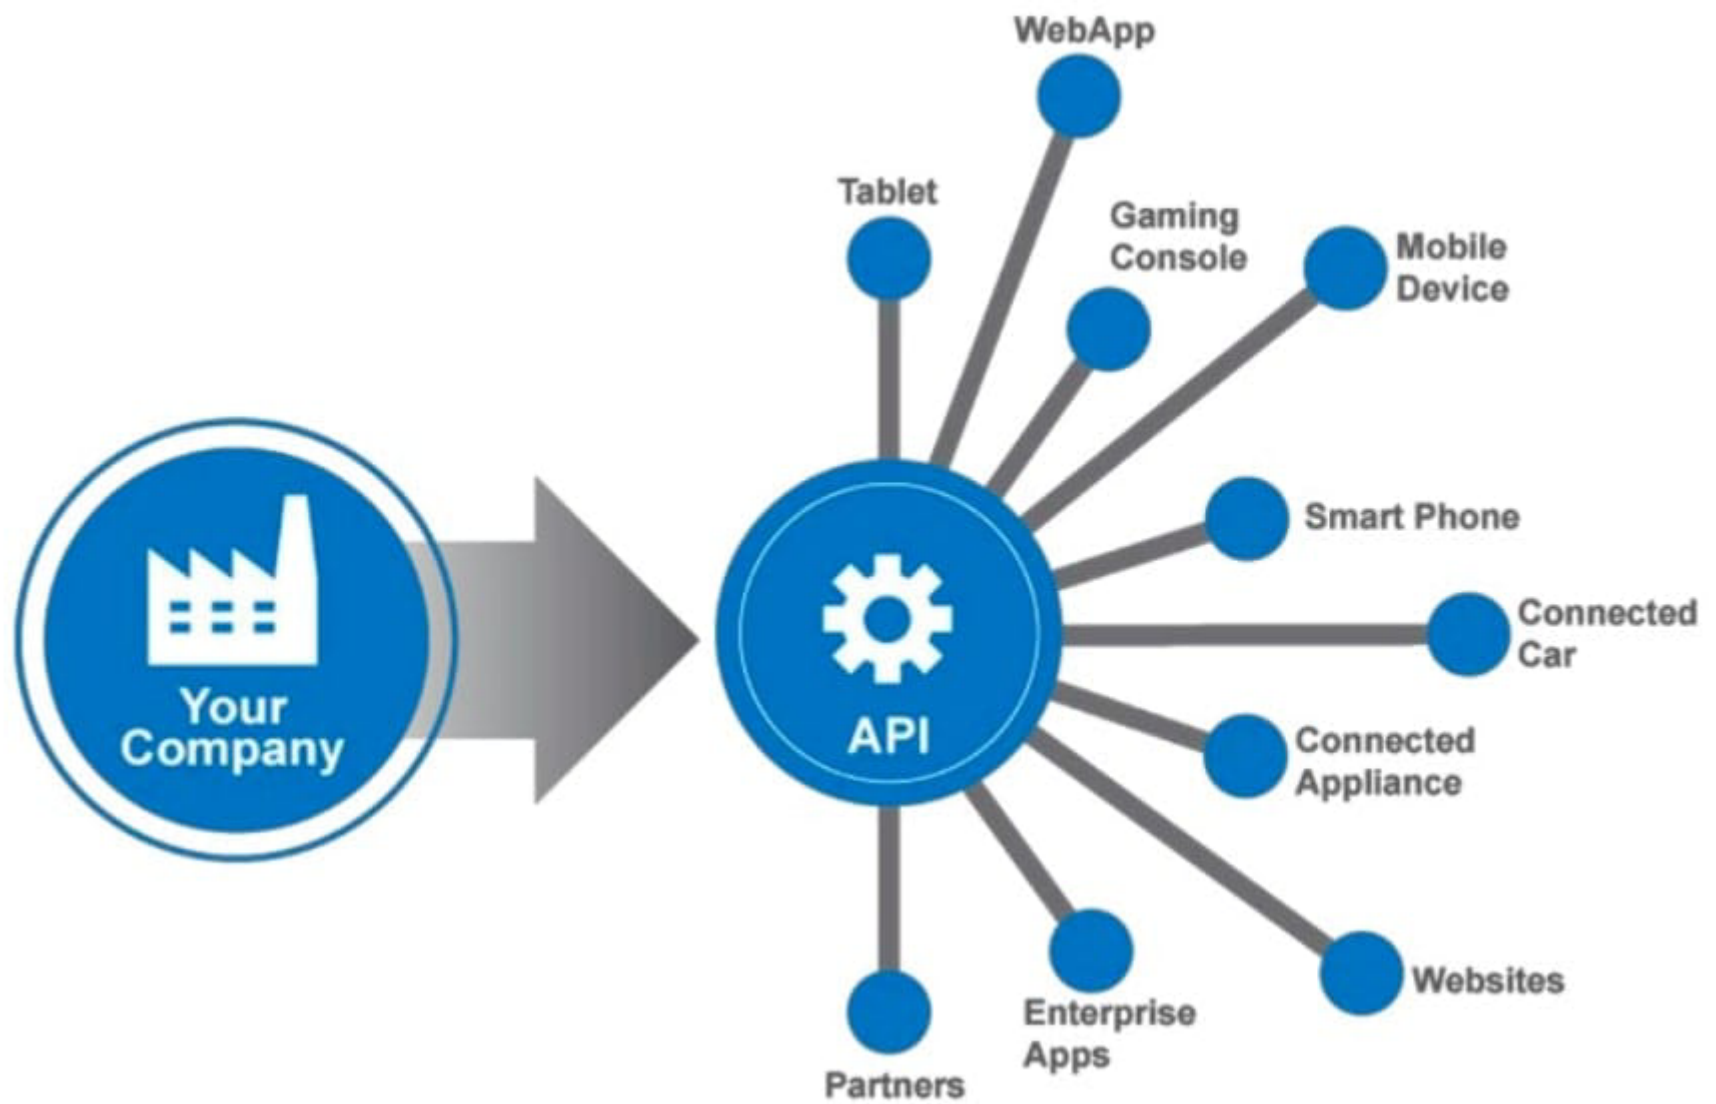 WebApp
Tablet
Gaming
Console
Mobile
Device
Smart Phone
Connected
Car
Your
Company
API
Connected
Appliance
Websites
Enterprise
Apps
Partners